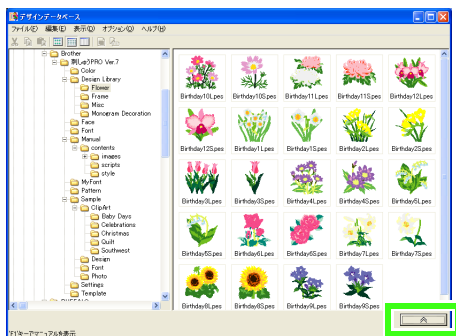 デザインデータベース
ファイル(F) 編集(E) 表示(D) オプション(O) ヘルプ(H)
Brother
刺しゅうPRO Ver.7
Color
Design Library
Flower
Frame
Misc
Monogram Decoration
Face
Font
Manual
contents
images
scripts
style
MyFont
Pattern
Sample
ClipArt
Baby Days
Celebrations
Christmas
Quilt
Southwest
Design
Font
Photo
Settings
Template
Birthday10L.pes Birthday10S.pes Birthday11L.pes Birthday11S.pes Birthday12L.pes
Birthday12S.pes Birthday1L.pes Birthday1S.pes Birthday2L.pes Birthday2S.pes
Birthday3L.pes Birthday3S.pes Birthday4L.pes Birthday4S.pes Birthday5L.pes
Birthday5S.pes Birthday6L.pes Birthday6S.pes Birthday7L.pes Birthday7S.pes
Birthday8L.pes Birthday8S.pes Birthday9L.pes Birthday9S.pes
'F1'キーでマニュアルを表示